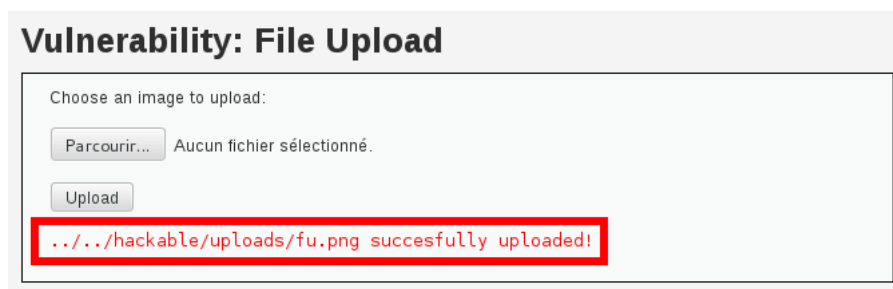 Vulnerability: File Upload
Choose an image to upload:
Parcourir... Aucun fichier sélectionné.
Upload
../../hackable/uploads/fu.png succesfully uploaded!